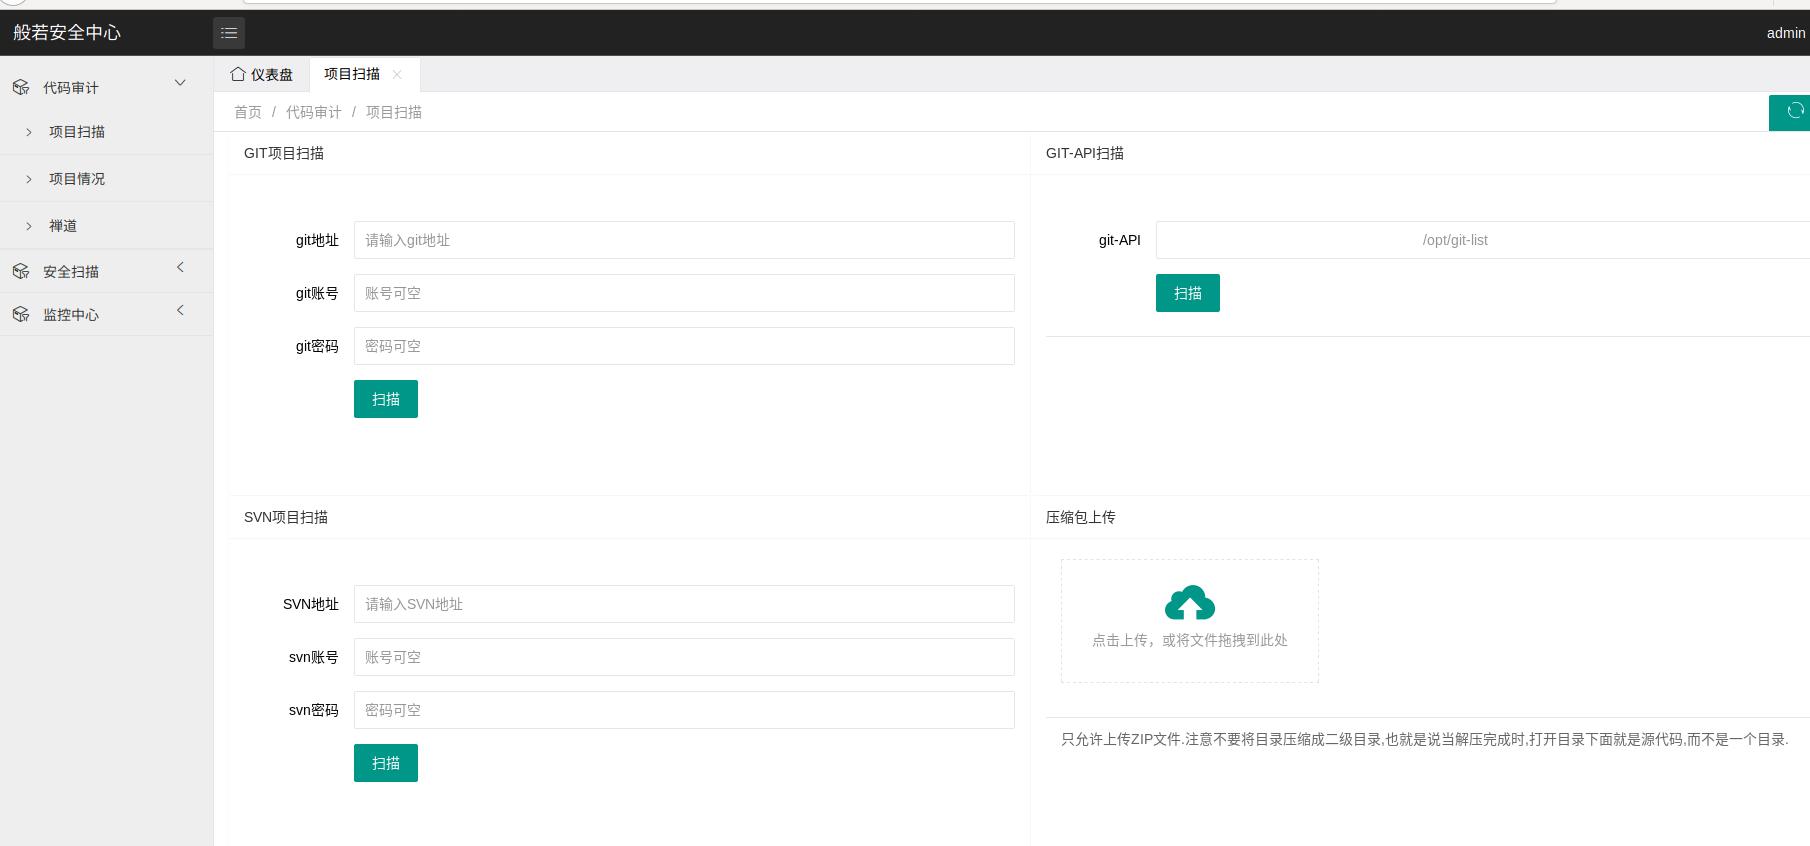 般若安全中心
admin
代码审计
项目扫描
项目情况
禅道
安全扫描
监控中心
仪表盘
项目扫描
首页 / 代码审计 / 项目扫描
GIT项目扫描
git地址 请输入git地址
git账号 账号可空
git密码 密码可空
扫描
GIT-API扫描
git-API /opt/git-list
扫描
SVN项目扫描
SVN地址 请输入SVN地址
svn账号 账号可空
svn密码 密码可空
扫描
压缩包上传
点击上传，或将文件拖拽到此处
只允许上传ZIP文件.注意不要将目录压缩成二级目录,也就是说当解压完成时,打开目录下面就是源代码,而不是一个目录.